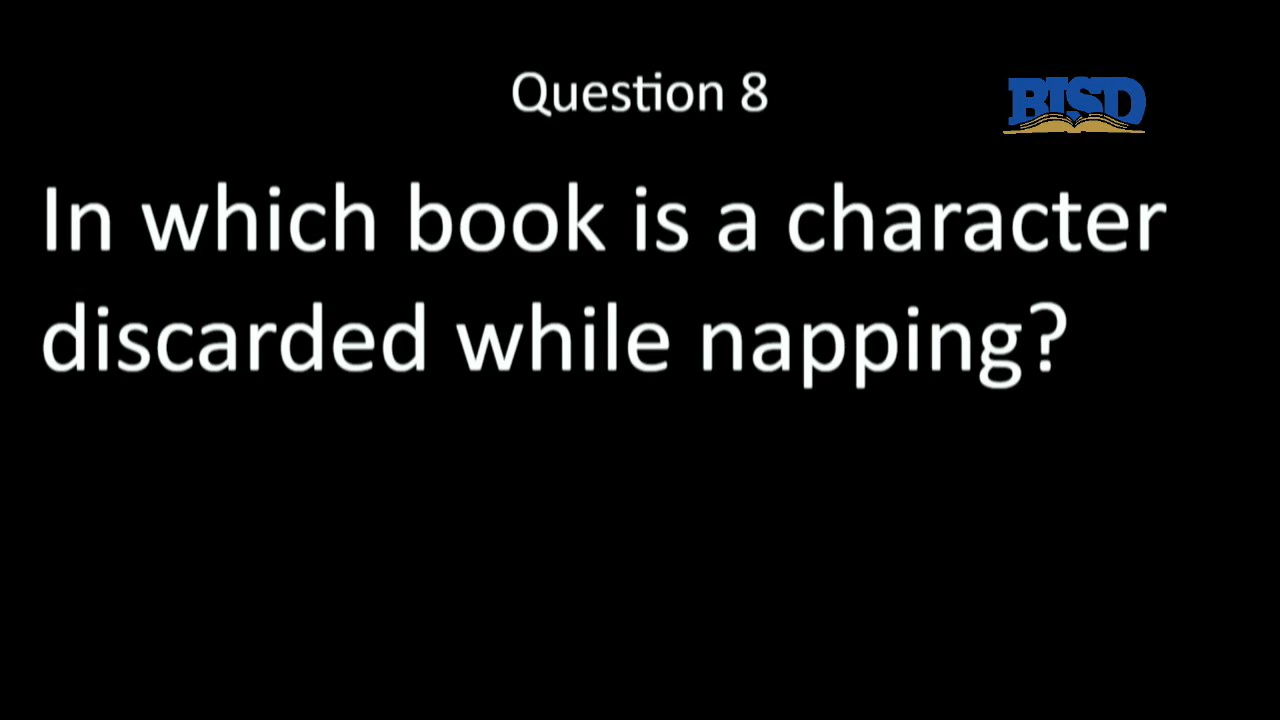 Question 8
BISD
In which book is a character
discarded while napping?